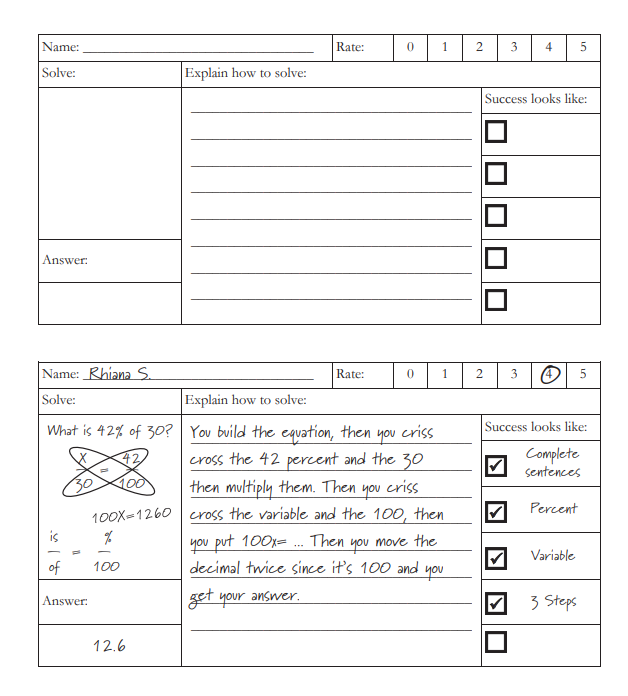 Name: Rate: 0 1 2 3 4 5
Solve: Explain how to solve:
Success looks like:
Answer:
Name: Rhiana S. Rate: 0 1 2 3 4 5
Solve: Explain how to solve:
What is 42% of 30?
X = 42
30 100
100X=1260
is = %
of 100
Answer:
12.6
You build the equation, then you criss
cross the 42 percent and the 30
then multiply them. Then you criss
cross the variable and the 100, then
you put 100x= ... Then you move the
decimal twice since it's 100 and you
get your answer.
Success looks like:
Complete
sentences
Percent
Variable
3 Steps